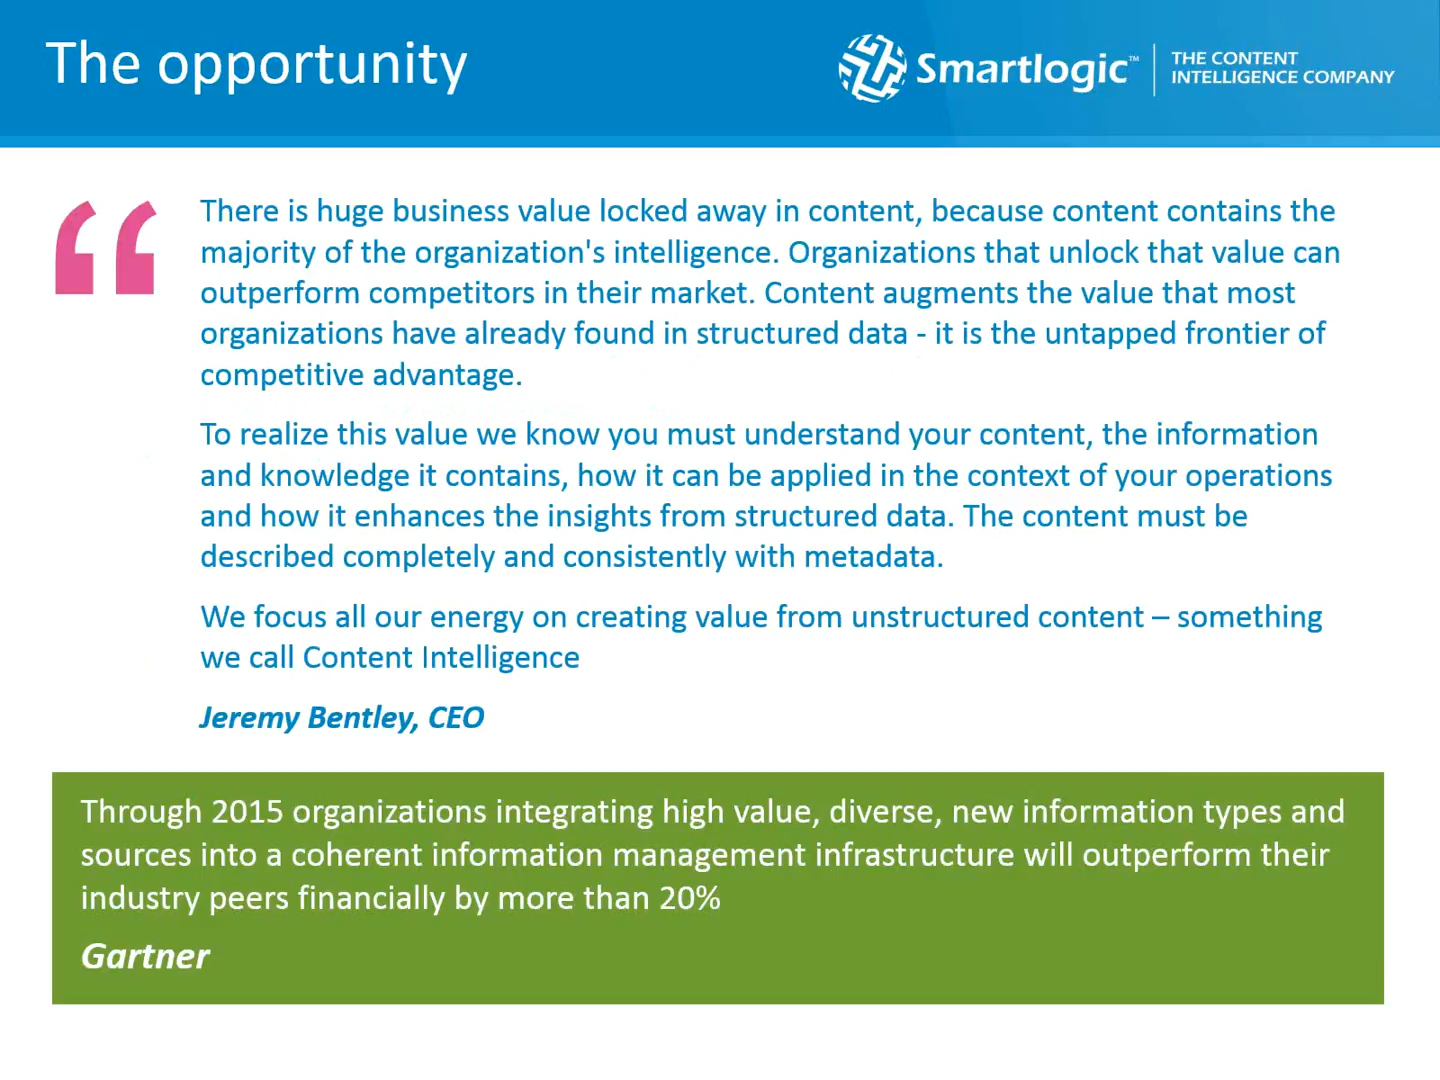 The opportunity
Smartlogic™
THE CONTENT
INTELLIGENCE COMPANY
There is huge business value locked away in content, because content contains the
majority of the organization's intelligence. Organizations that unlock that value can
outperform competitors in their market. Content augments the value that most
organizations have already found in structured data - it is the untapped frontier of
competitive advantage.
To realize this value we know you must understand your content, the information
and knowledge it contains, how it can be applied in the context of your operations
and how it enhances the insights from structured data. The content must be
described completely and consistently with metadata.
We focus all our energy on creating value from unstructured content – something
we call Content Intelligence
Jeremy Bentley, CEO
Through 2015 organizations integrating high value, diverse, new information types and
sources into a coherent information management infrastructure will outperform their
industry peers financially by more than 20%
Gartner